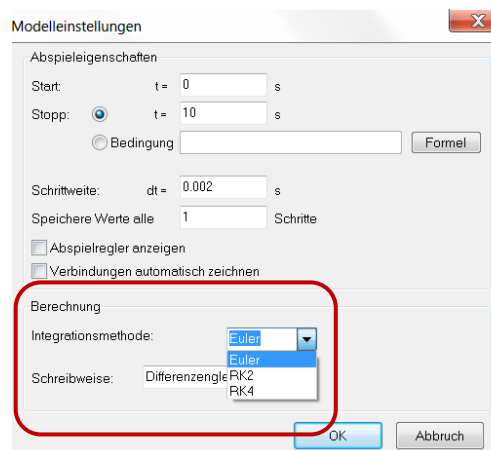 Modelleinstellungen
Abspieleigenschaften
Start: t = 0 s
Stopp: t = 10 s
Bedingung Formel
Schrittweite: dt = 0.002 s
Speichere Werte alle 1 Schritte
Abspielregler anzeigen
Verbindungen automatisch zeichnen
Berechnung
Integrationsmethode: Euler
Euler
Schreibweise: Differenzengle RK2
RK4
OK Abbruch